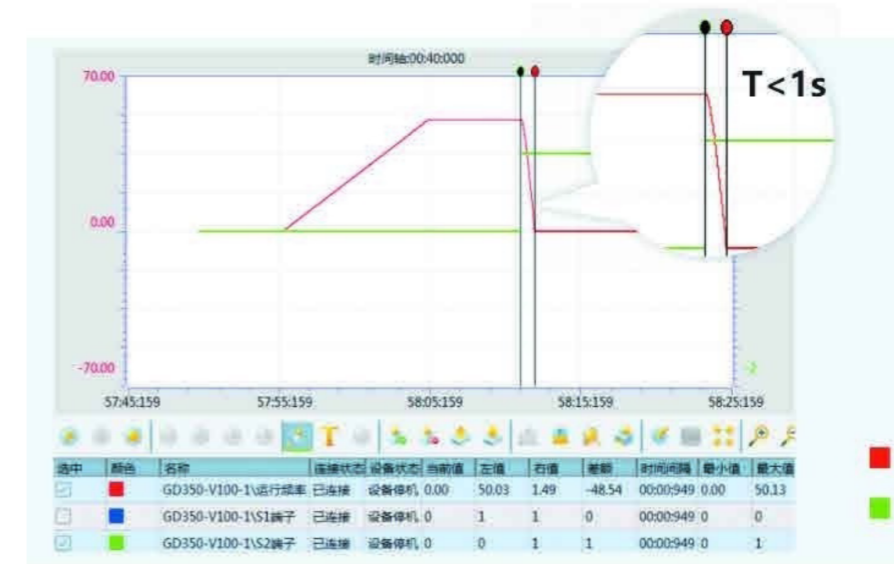 时间轴:00:40:000
T<1s
70.00
0.00
-70.00
-2
57:45:159 57:55:159 58:05:159 58:15:159 58:25:159
选中 颜色 名称 连接状态 设备状态 当前值 左值 右值 差额 时间间隔 最小值 最大值
GD350-V100-1\运行频率 已连接 设备停机 0.00 50.03 1.49 -48.54 00:00:949 0.00 50.13
GD350-V100-1\S1端子 已连接 设备停机 0 1 1 0 00:00:949 0 0
GD350-V100-1\S2端子 已连接 设备停机 0 0 1 1 00:00:949 0 1